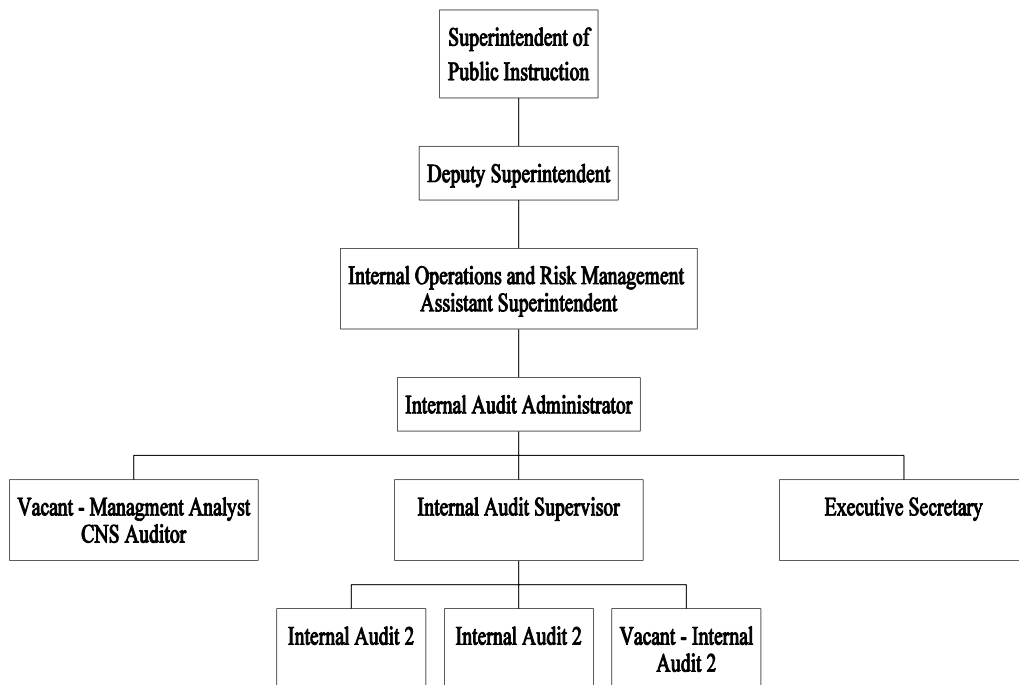 Superintendent of
Public Instruction
Deputy Superintendent
Internal Operations and Risk Management
Assistant Superintendent
Internal Audit Administrator
Vacant - Managment Analyst
CNS Auditor
Internal Audit Supervisor
Executive Secretary
Internal Audit 2
Internal Audit 2
Vacant - Internal
Audit 2